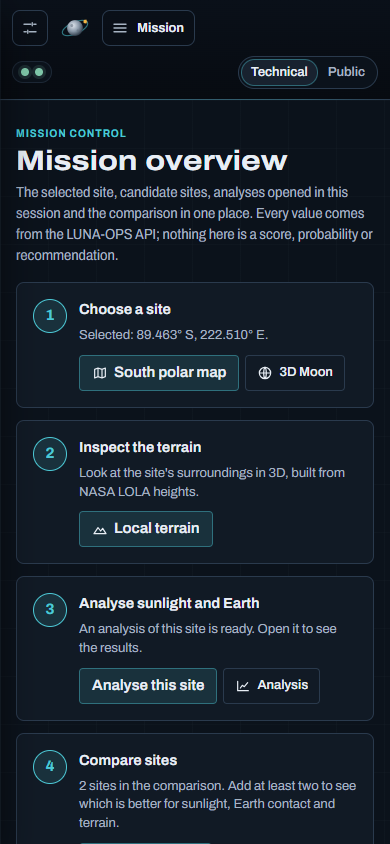 Mission
Technical
Public
MISSION CONTROL
Mission overview
The selected site, candidate sites, analyses opened in this
session and the comparison in one place. Every value comes
from the LUNA-OPS API; nothing here is a score, probability or
recommendation.
1
Choose a site
Selected: 89.463° S, 222.510° E.
South polar map
3D Moon
2
Inspect the terrain
Look at the site's surroundings in 3D, built from
NASA LOLA heights.
Local terrain
3
Analyse sunlight and Earth
An analysis of this site is ready. Open it to see
the results.
Analyse this site
Analysis
4
Compare sites
2 sites in the comparison. Add at least two to see
which is better for sunlight, Earth contact and
terrain.